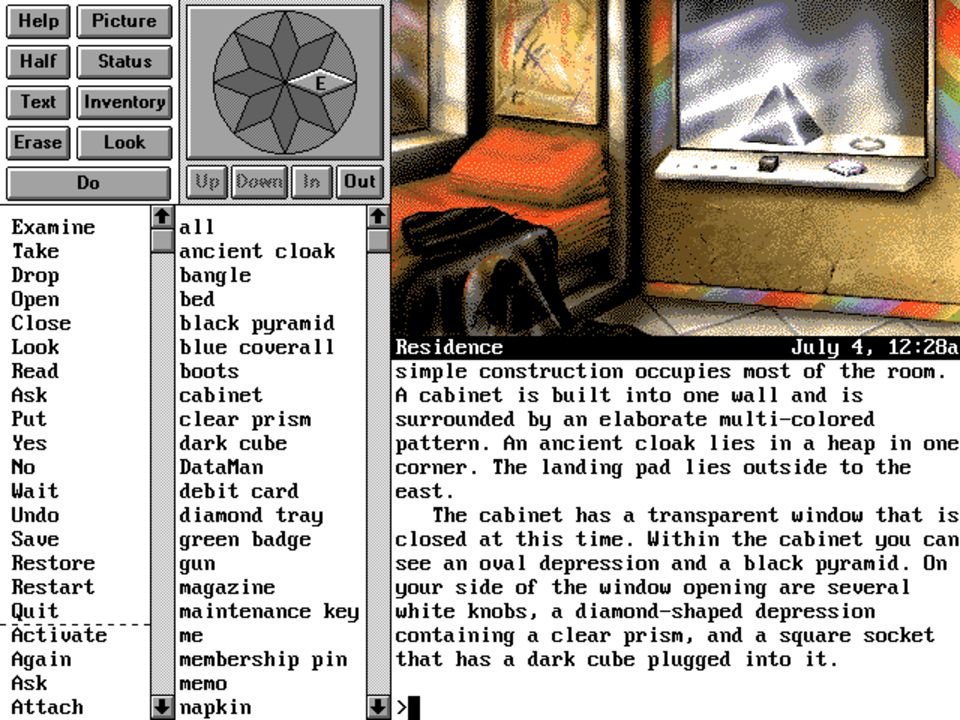 Help
Picture
Half
Status
Text
Inventory
Erase
Look
Do
E
Up
Down
In
Out
Examine
Take
Drop
Open
Close
Look
Read
Ask
Put
Yes
No
Wait
Undo
Save
Restore
Restart
Quit
Activate
Again
Ask
Attach
all
ancient cloak
bangle
bed
black pyramid
blue coverall
boots
cabinet
clear prism
dark cube
DataMan
debit card
diamond tray
green badge
gun
magazine
maintenance key
me
membership pin
memo
napkin
Residence
July 4, 12:28a
simple construction occupies most of the room.
A cabinet is built into one wall and is
surrounded by an elaborate multi-colored
pattern. An ancient cloak lies in a heap in one
corner. The landing pad lies outside to the
east.
The cabinet has a transparent window that is
closed at this time. Within the cabinet you can
see an oval depression and a black pyramid. On
your side of the window opening are several
white knobs, a diamond-shaped depression
containing a clear prism, and a square socket
that has a dark cube plugged into it.
>